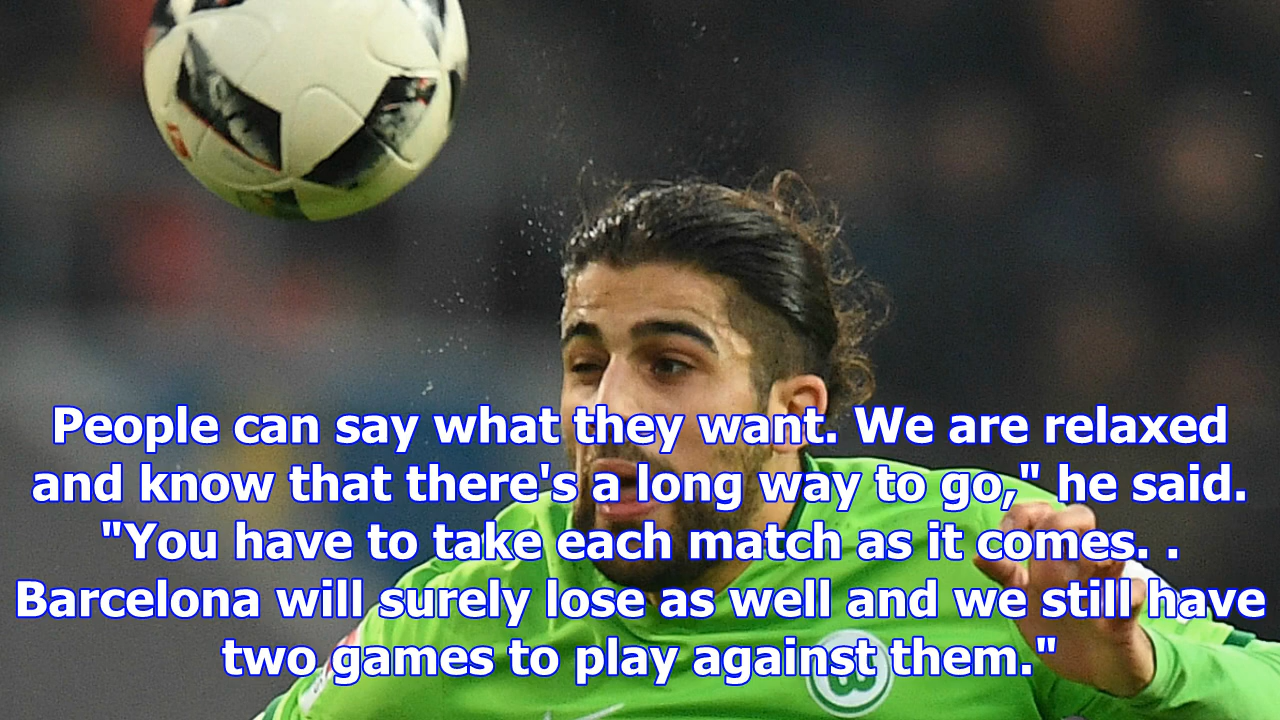 People can say what they want. We are relaxed
and know that there's a long way to go," he said.
"You have to take each match as it comes. .
Barcelona will surely lose as well and we still have
two games to play against them."